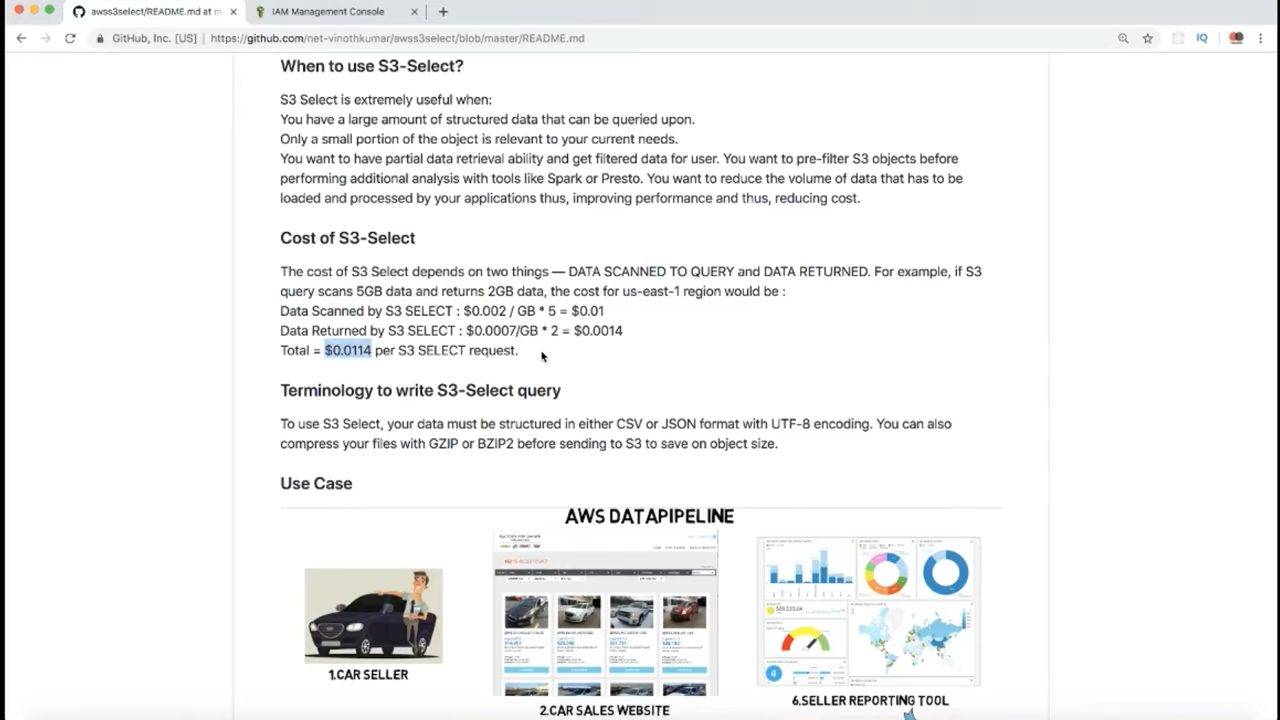 awss3select/README.md at m
IAM Management Console
GitHub, Inc. [US]
https://github.com/net-vinothkumar/awss3select/blob/master/README.md
IQ
When to use S3-Select?
S3 Select is extremely useful when:
You have a large amount of structured data that can be queried upon.
Only a small portion of the object is relevant to your current needs.
You want to have partial data retrieval ability and get filtered data for user. You want to pre-filter S3 objects before
performing additional analysis with tools like Spark or Presto. You want to reduce the volume of data that has to be
loaded and processed by your applications thus, improving performance and thus, reducing cost.
Cost of S3-Select
The cost of S3 Select depends on two things — DATA SCANNED TO QUERY and DATA RETURNED. For example, if S3
query scans 5GB data and returns 2GB data, the cost for us-east-1 region would be :
Data Scanned by S3 SELECT : $0.002 / GB * 5 = $0.01
Data Returned by S3 SELECT : $0.0007/GB * 2 = $0.0014
Total = $0.0114 per S3 SELECT request.
Terminology to write S3-Select query
To use S3 Select, your data must be structured in either CSV or JSON format with UTF-8 encoding. You can also
compress your files with GZIP or BZIP2 before sending to S3 to save on object size.
Use Case
AWS DATAPIPELINE
1.CAR SELLER
2.CAR SALES WEBSITE
6.SELLER REPORTING TOOL